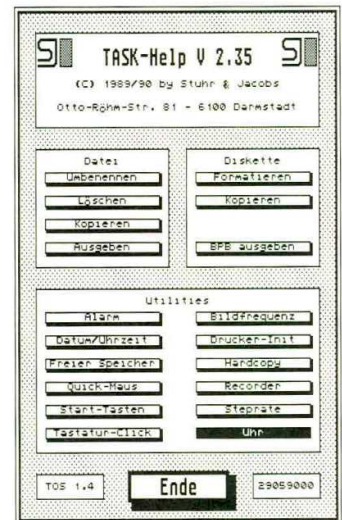 TASK-Help V 2.35
(C) 1989/90 by Stuhr & Jacobs
Otto-Röhm-Str. 81 - 6100 Darmstadt
Datei
Umbenennen
Löschen
Kopieren
Ausgeben
Diskette
Formatieren
Kopieren
BPB ausgeben
Utilities
Alarm
Bildfrequenz
Datum/Uhrzeit
Drucker-Init
Freier Speicher
Hardcopy
Quick-Maus
Recorder
Start-Tasten
Steprate
Tastatur-Click
Uhr
TOS 1.4
Ende
29059000